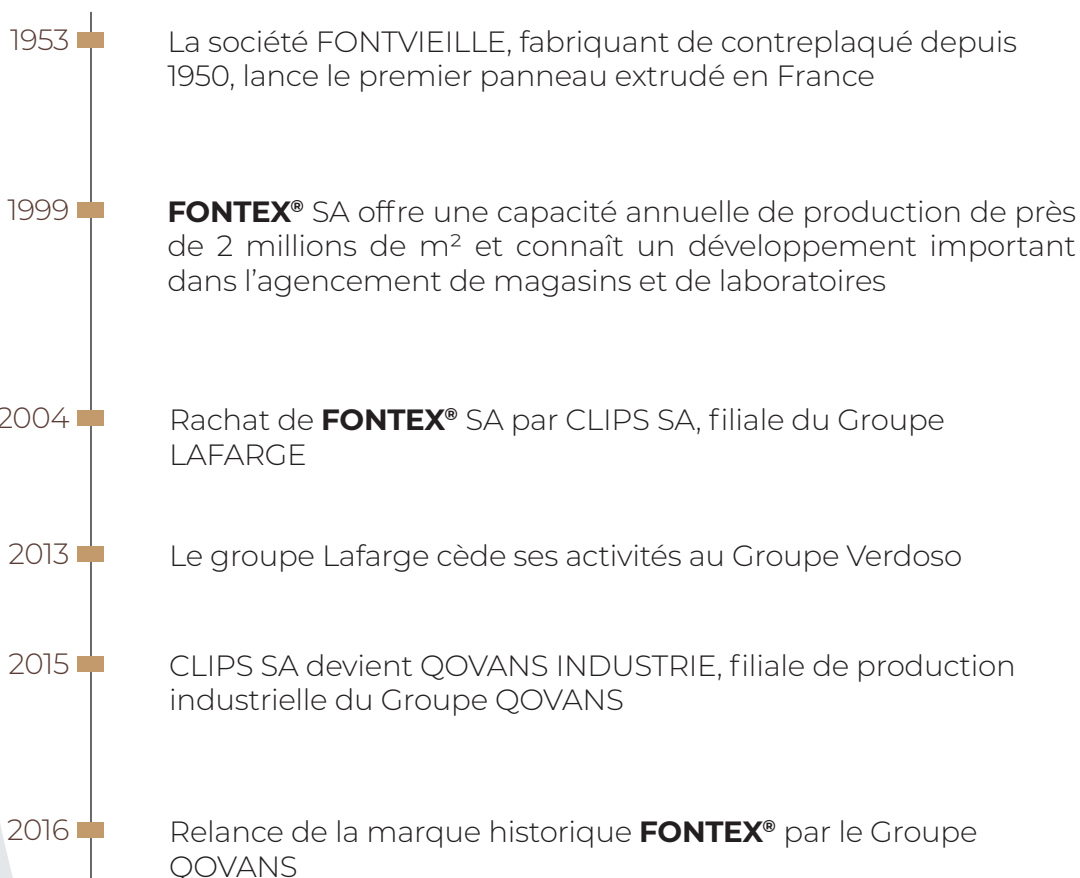 1953
La société FONTVIEILLE, fabriquant de contreplaqué depuis
1950, lance le premier panneau extrudé en France
1999
FONTEX® SA offre une capacité annuelle de production de près
de 2 millions de m² et connaît un développement important
dans l’agencement de magasins et de laboratoires
2004
Rachat de FONTEX® SA par CLIPS SA, filiale du Groupe
LAFARGE
2013
Le groupe Lafarge cède ses activités au Groupe Verdoso
2015
CLIPS SA devient QOVANS INDUSTRIE, filiale de production
industrielle du Groupe QOVANS
2016
Relance de la marque historique FONTEX® par le Groupe
QOVANS